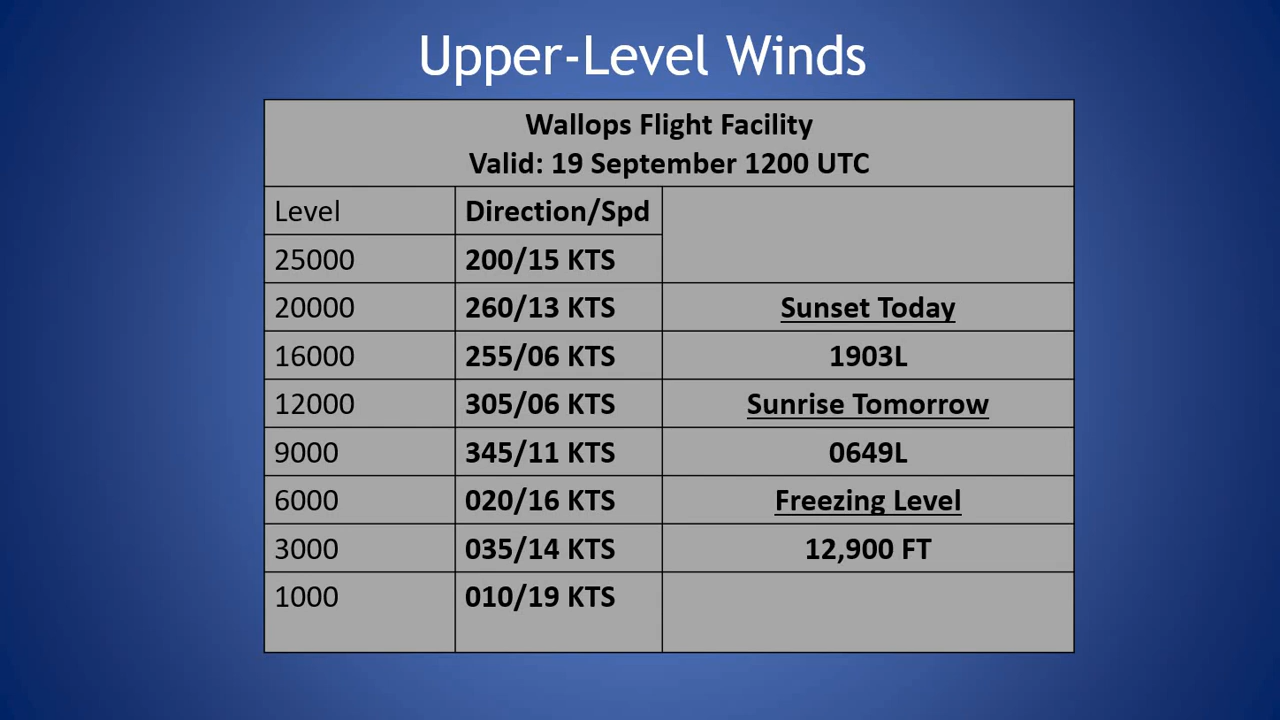 Upper-Level Winds
Wallops Flight Facility
Valid: 19 September 1200 UTC
Level Direction/Spd
25000 200/15 KTS
20000 260/13 KTS Sunset Today
16000 255/06 KTS 1903L
12000 305/06 KTS Sunrise Tomorrow
9000 345/11 KTS 0649L
6000 020/16 KTS Freezing Level
3000 035/14 KTS 12,900 FT
1000 010/19 KTS